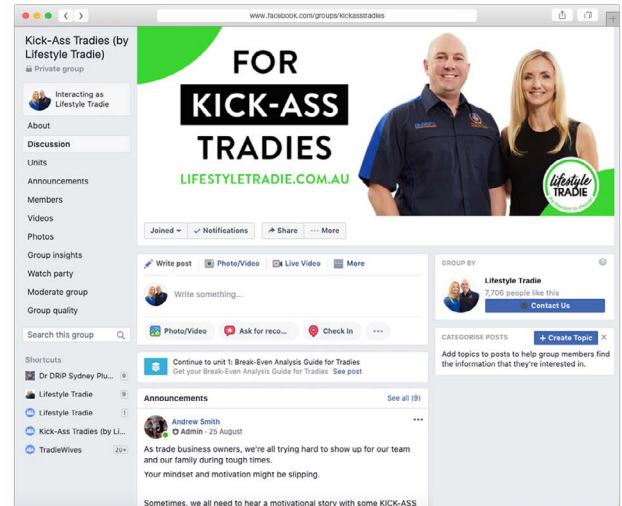 www.facebook.com/groups/kickasstradies
Kick-Ass Tradies (by
Lifestyle Tradie)
Private group
Interacting as
Lifestyle Tradie
About
Discussion
Units
Announcements
Members
Videos
Photos
Group insights
Watch party
Moderate group
Group quality
Search this group
Shortcuts
Dr DRiP Sydney Plu... 9
Lifestyle Tradie 9
Lifestyle Tradie 1
Kick-Ass Tradies (by Li...
TradieWives 20+
FOR
KICK-ASS
TRADIES
LIFESTYLETRADIE.COM.AU
lifestyle
TRADIE
Joined Notifications Share ... More
Write post Photo/Video Live Video More
Write something...
Photo/Video Ask for reco... Check in ...
Continue to unit 1: Break-Even Analysis Guide for Tradies
Get your Break-Even Analysis Guide for Tradies See post
Announcements See all (9)
Andrew Smith
Admin · 25 August
As trade business owners, we're all trying hard to show up for our team
and our family during tough times.
Your mindset and motivation might be slipping.
Sometimes, we all need to hear a motivational story with some KICK-ASS
GROUP BY
Lifestyle Tradie
7,706 people like this
Contact Us
CATEGORISE POSTS + Create Topic ×
Add topics to posts to help group members find
the information that they're interested in.